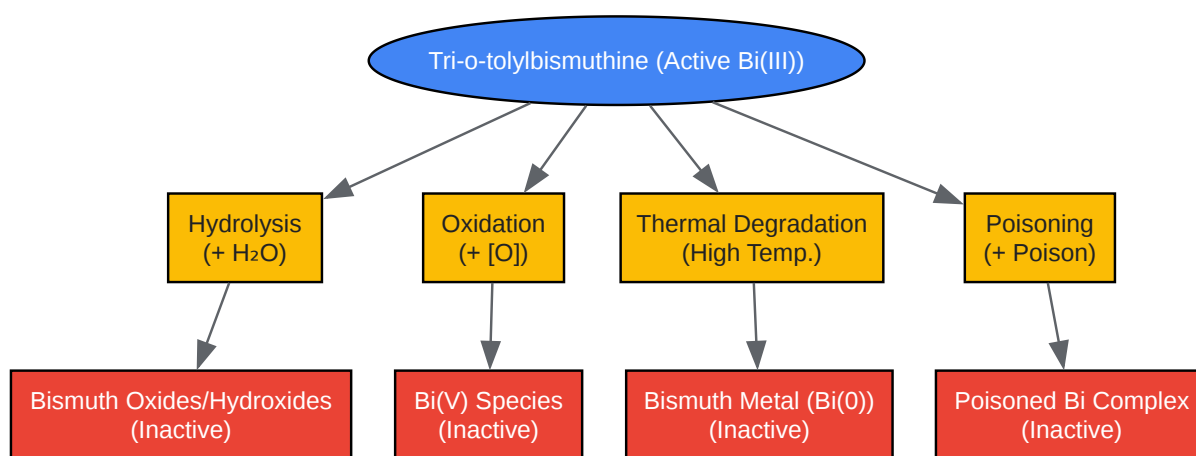 Tri-o-tolylbismuthine (Active Bi(III))
Hydrolysis
(+ H₂O)
Oxidation
(+ [O])
Thermal Degradation
(High Temp.)
Poisoning
(+ Poison)
Bismuth Oxides/Hydroxides
(Inactive)
Bi(V) Species
(Inactive)
Bismuth Metal (Bi(0))
(Inactive)
Poisoned Bi Complex
(Inactive)